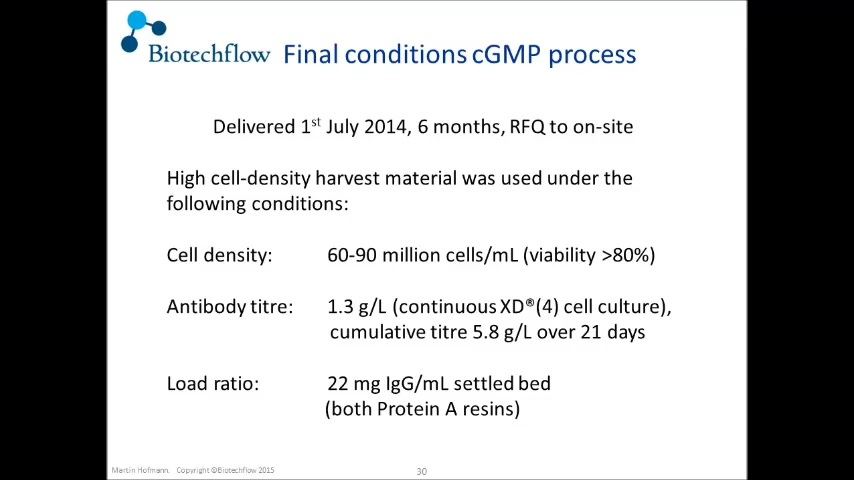 Biotechflow
Final conditions cGMP process
Delivered 1st July 2014, 6 months, RFQ to on-site
High cell-density harvest material was used under the
following conditions:
Cell density: 60-90 million cells/mL (viability >80%)
Antibody titre: 1.3 g/L (continuous XD®(4) cell culture),
cumulative titre 5.8 g/L over 21 days
Load ratio: 22 mg IgG/mL settled bed
(both Protein A resins)
Martin Hofmann. Copyright ©Biotechflow 2015
30